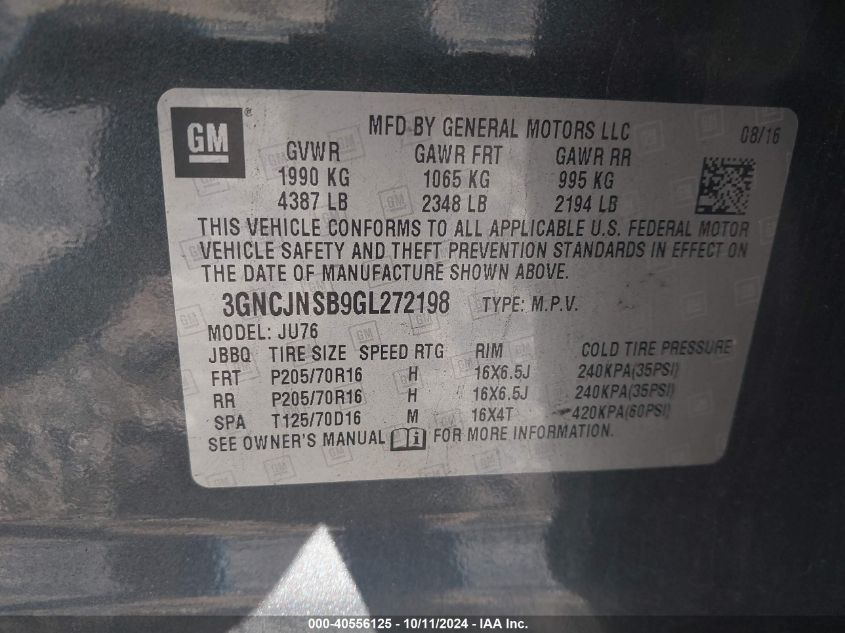 GM ®
MFD BY GENERAL MOTORS LLC 08/16
GVWR GAWR FRT GAWR RR
1990 KG 1065 KG 995 KG
4387 LB 2348 LB 2194 LB
THIS VEHICLE CONFORMS TO ALL APPLICABLE U.S. FEDERAL MOTOR
VEHICLE SAFETY AND THEFT PREVENTION STANDARDS IN EFFECT ON
THE DATE OF MANUFACTURE SHOWN ABOVE.
3GNCJNSB9GL272198 TYPE: M.P.V.
MODEL: JU76
JBBQ TIRE SIZE SPEED RTG RIM COLD TIRE PRESSURE
FRT P205/70R16 H 16X6.5J 240KPA(35PSI)
RR P205/70R16 H 16X6.5J 240KPA(35PSI)
SPA T125/70D16 M 16X4T 420KPA(60PSI)
SEE OWNER'S MANUAL i FOR MORE INFORMATION.
000-40556125 - 10/11/2024 - IAA Inc.